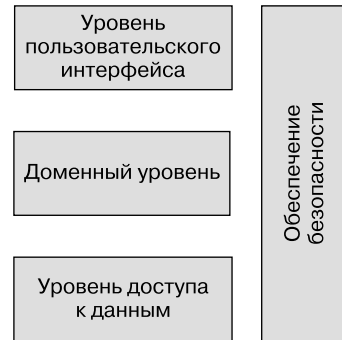 Уровень
пользовательского
интерфейса
Доменный уровень
Уровень доступа
к данным
Обеспечение
безопасности